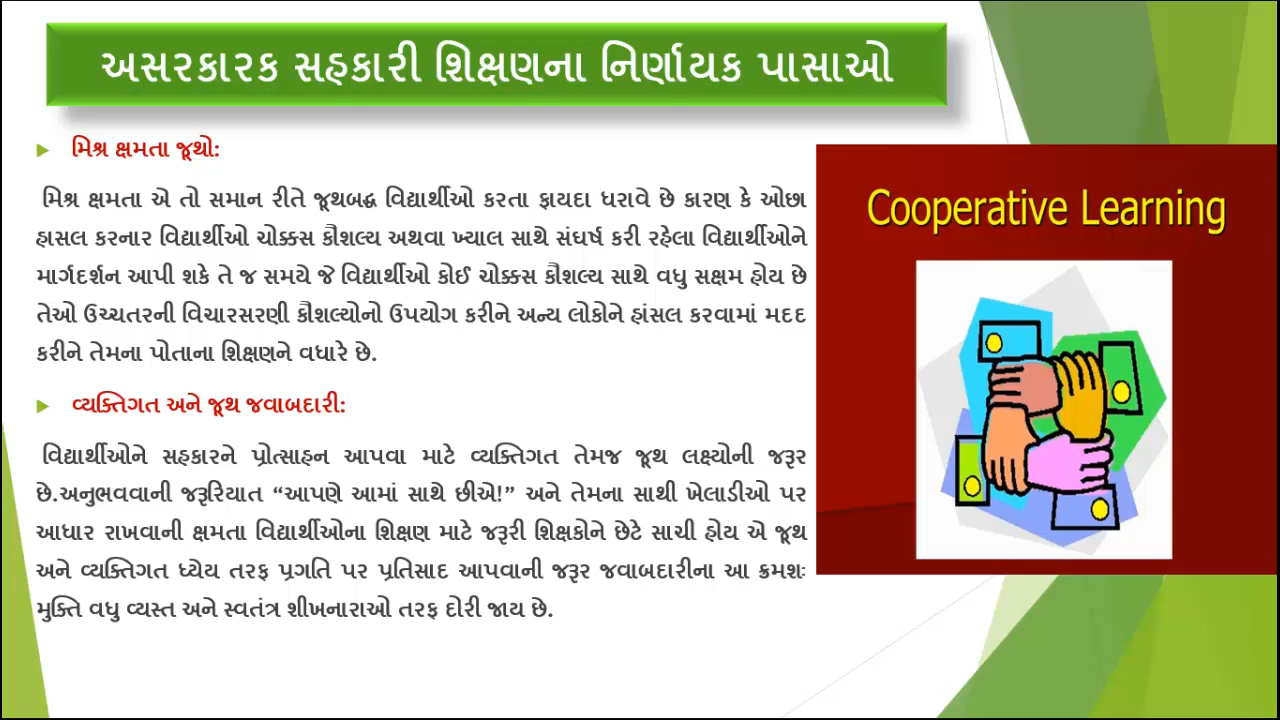 અસરકારક સહકારી શિક્ષણના નિર્ણાયક પાસાઓ
મિશ્ર ક્ષમતા જૂથો:
મિશ્ર ક્ષમતા એ તો સમાન રીતે જૂથબદ્ધ વિદ્યાર્થીઓ કરતા ફાયદા ધરાવે છે કારણ કે ઓછા
હાસલ કરનાર વિદ્યાર્થીઓ ચોક્ક્સ કૌશલ્ય અથવા ખ્યાલ સાથે સંઘર્ષ કરી રહેલા વિદ્યાર્થીઓને
માર્ગદર્શન આપી શકે તે જ સમયે જે વિદ્યાર્થીઓ કોઈ ચોક્ક્સ કૌશલ્ય સાથે વધુ સક્ષમ હોય છે
તેઓ ઉચ્ચતરની વિચારસરણી કૌશલ્યોનો ઉપયોગ કરીને અન્ય લોકોને હાંસલ કરવામાં મદદ
કરીને તેમના પોતાના શિક્ષણને વધારે છે.
વ્યક્તિગત અને જૂથ જવાબદારી:
વિદ્યાર્થીઓને સહકારને પ્રોત્સાહન આપવા માટે વ્યક્તિગત તેમજ જૂથ લક્ષ્યોની જરૂર
છે.અનુભવવાની જરૂરિયાત “આપણે આમાં સાથે છીએ!” અને તેમના સાથી ખેલાડીઓ પર
આધાર રાખવાની ક્ષમતા વિદ્યાર્થીઓના શિક્ષણ માટે જરૂરી શિક્ષકોને છેટે સાચી હોય એ જૂથ
અને વ્યક્તિગત ધ્યેય તરફ પ્રગતિ પર પ્રતિસાદ આપવાની જરૂર જવાબદારીના આ ક્રમશઃ
મુક્તિ વધુ વ્યસ્ત અને સ્વતંત્ર શીખનારાઓ તરફ દોરી જાય છે.
Cooperative Learning